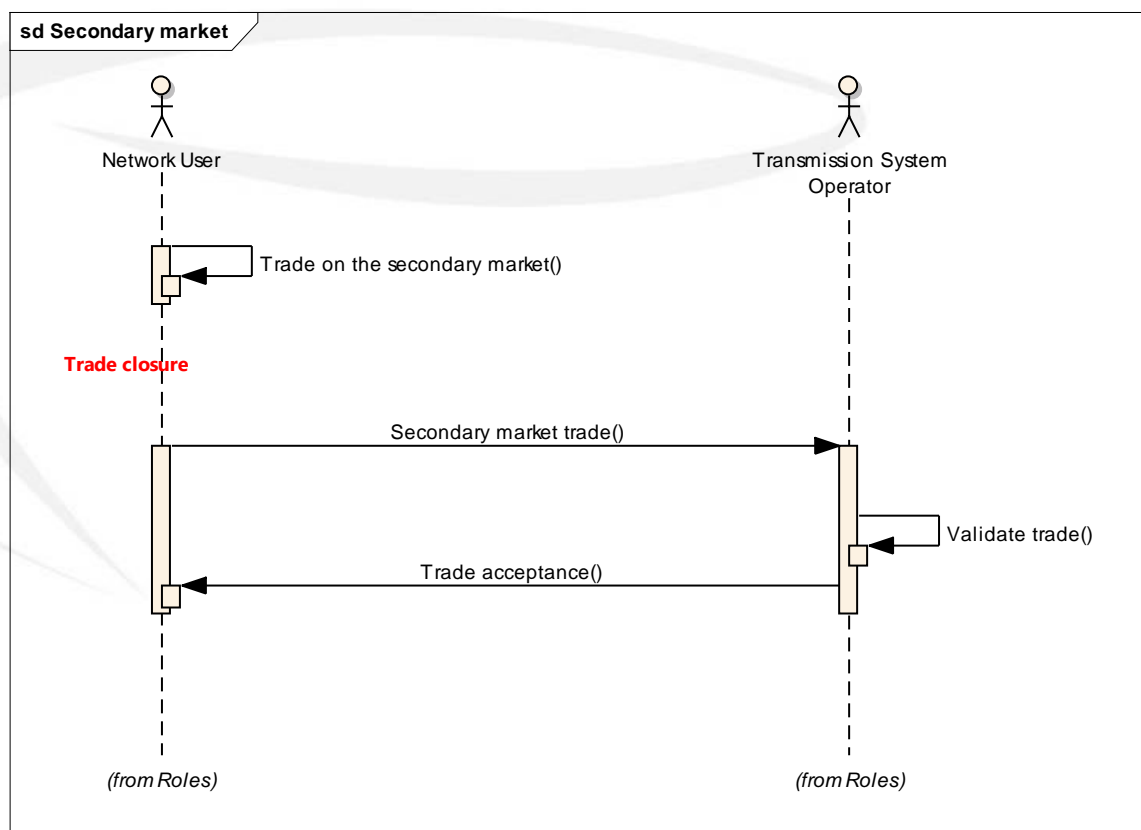 sd Secondary market
Network User
Transmission System
Operator
Trade on the secondary market()
Trade closure
Secondary market trade()
Validate trade()
Trade acceptance()
(from Roles)
(from Roles)